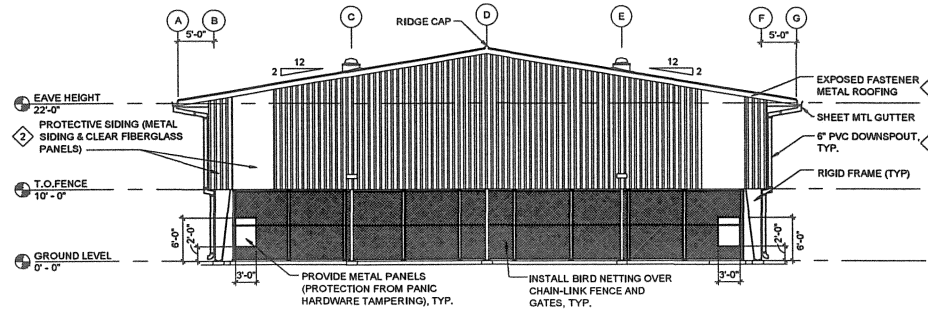 A
B
C
D
E
F
G
5'-0"
5'-0"
RIDGE CAP
12
2
12
2
EXPOSED FASTENER
METAL ROOFING
EAVE HEIGHT
22'-0"
SHEET MTL GUTTER
2
PROTECTIVE SIDING (METAL
SIDING & CLEAR FIBERGLASS
PANELS)
6" PVC DOWNSPOUT,
TYP.
RIGID FRAME (TYP)
T.O.FENCE
10' - 0"
6'-0"
2'-0"
2'-0"
6'-0"
GROUND LEVEL
0' - 0"
3'-0"
3'-0"
PROVIDE METAL PANELS
(PROTECTION FROM PANIC
HARDWARE TAMPERING), TYP.
INSTALL BIRD NETTING OVER
CHAIN-LINK FENCE AND
GATES, TYP.